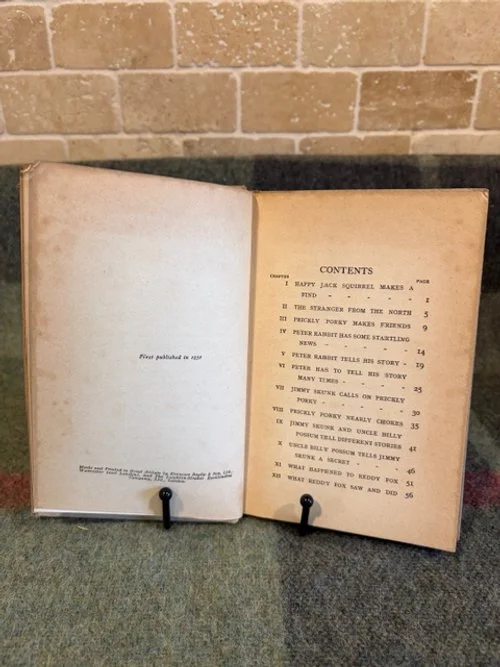 First published in 1932
Made and Printed in Great Britain by
CONTENTS
CHAPTER PAGE
I HAPPY JACK SQUIRREL MAKES A
FIND - - - - - 1
II THE STRANGER FROM THE NORTH 5
III PRICKLY PORKY MAKES FRIENDS 9
IV PETER RABBIT HAS SOME STARTLING
NEWS - - - - - 14
V PETER RABBIT TELLS HIS STORY - 19
VI PETER HAS TO TELL HIS STORY
MANY TIMES - - - - 25
VII JIMMY SKUNK CALLS ON PRICKLY
PORKY - - - - - 30
VIII PRICKLY PORKY NEARLY CHOKES 35
IX JIMMY SKUNK AND UNCLE BILLY
POSSUM TELL DIFFERENT STORIES 41
X UNCLE BILLY POSSUM TELLS JIMMY
SKUNK A SECRET - - - 46
XI WHAT HAPPENED TO REDDY FOX 51
XII WHAT REDDY FOX SAW AND DID 56